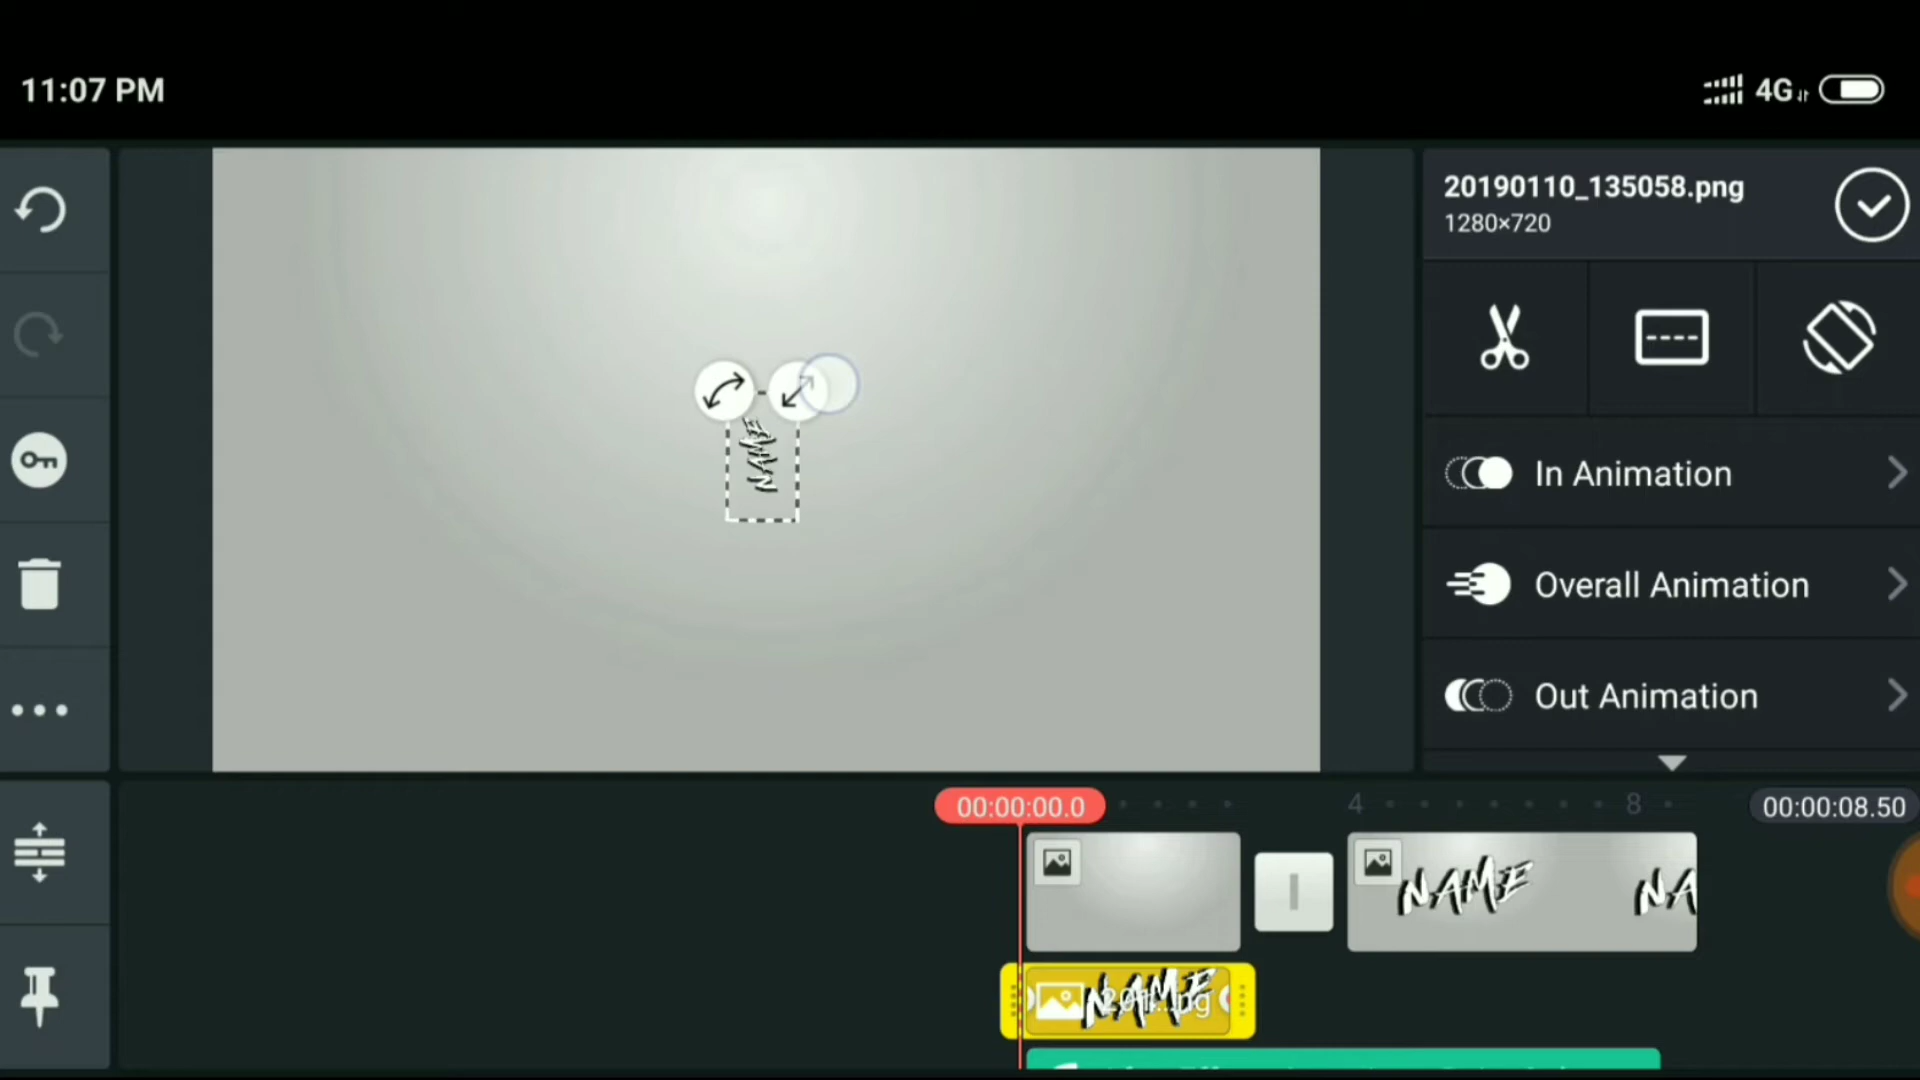 11:07 PM
4G
20190110_135058.png
1280×720
NAME
In Animation
Overall Animation
Out Animation
00:00:00.0
4
8
00:00:08.50
NAME
NA
NAME